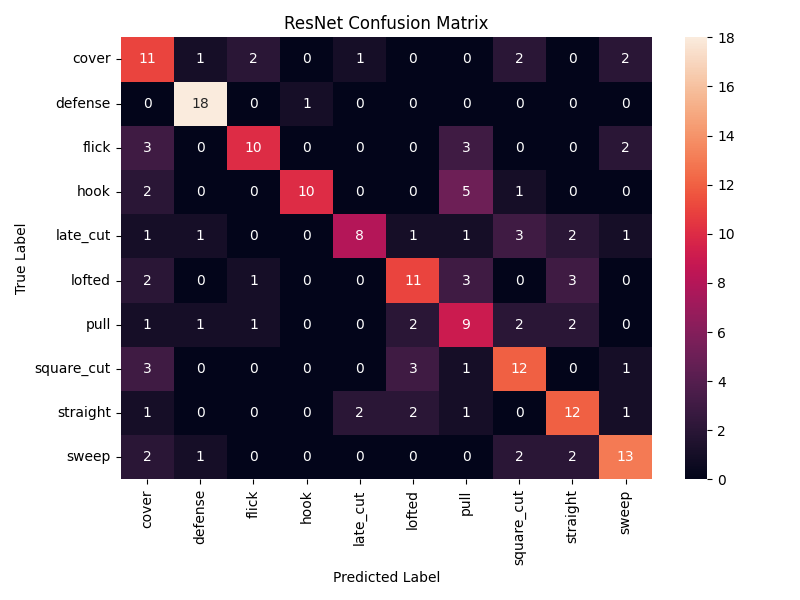 ResNet Confusion Matrix
cover 11 1 2 0 1 0 0 2 0 2
defense 0 18 0 1 0 0 0 0 0 0
flick 3 0 10 0 0 0 3 0 0 2
hook 2 0 0 10 0 0 5 1 0 0
late_cut 1 1 0 0 8 1 1 3 2 1
lofted 2 0 1 0 0 11 3 0 3 0
pull 1 1 1 0 0 2 9 2 2 0
square_cut 3 0 0 0 0 3 1 12 0 1
straight 1 0 0 0 2 2 1 0 12 1
sweep 2 1 0 0 0 0 0 2 2 13
cover defense flick hook late_cut lofted pull square_cut straight sweep
Predicted Label
True Label
18
16
14
12
10
8
6
4
2
0